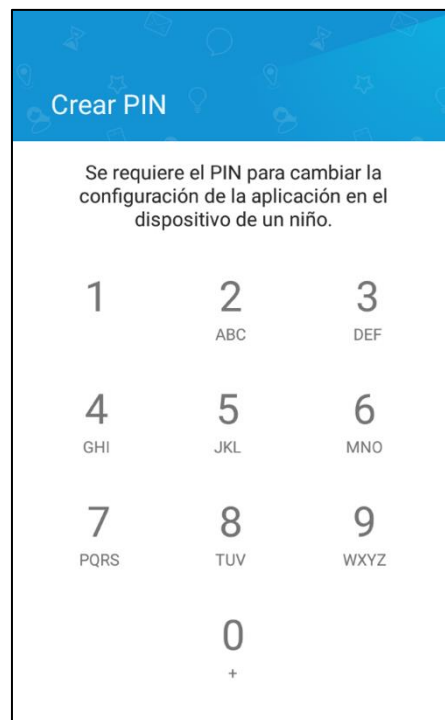 Crear PIN
Se requiere el PIN para cambiar la
configuración de la aplicación en el
dispositivo de un niño.
1 2 3
ABC DEF
4 5 6
GHI JKL MNO
7 8 9
PQRS TUV WXYZ
0
+